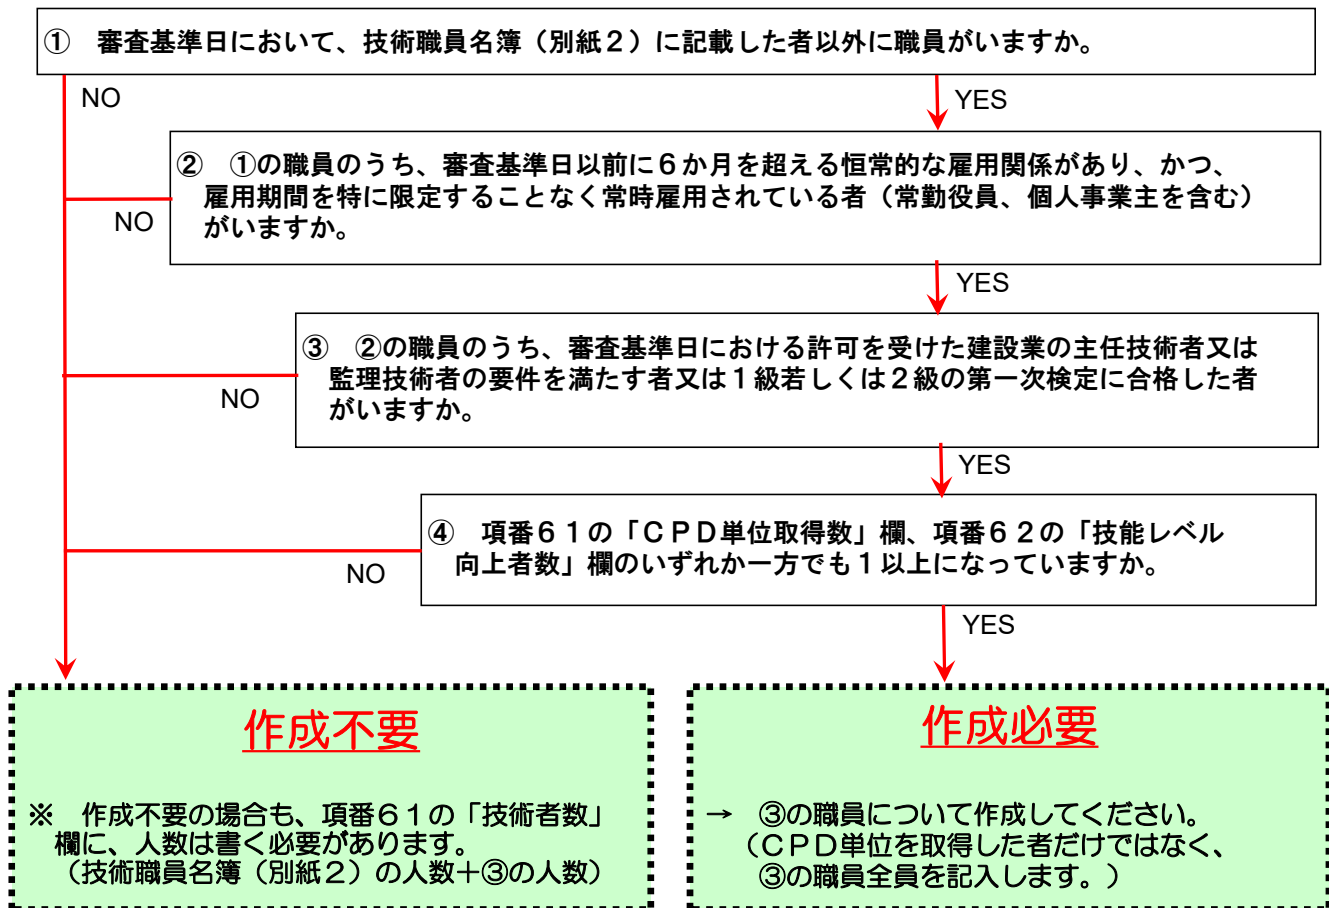 ① 審査基準日において、技術職員名簿（別紙２）に記載した者以外に職員がいますか。
NO
YES
② ①の職員のうち、審査基準日以前に６か月を超える恒常的な雇用関係があり、かつ、
雇用期間を特に限定することなく常時雇用されている者（常勤役員、個人事業主を含む）
がいますか。
NO
YES
③ ②の職員のうち、審査基準日における許可を受けた建設業の主任技術者又は
監理技術者の要件を満たす者又は１級若しくは２級の第一次検定に合格した者
がいますか。
NO
YES
④ 項番６１の「ＣＰＤ単位取得数」欄、項番６２の「技能レベル
向上者数」欄のいずれか一方でも１以上になっていますか。
NO
YES
作成不要
※ 作成不要の場合も、項番６１の「技術者数」
欄に、人数は書く必要があります。
（技術職員名簿（別紙２）の人数＋③の人数）
作成必要
→ ③の職員について作成してください。
（ＣＰＤ単位を取得した者だけではなく、
③の職員全員を記入します。）